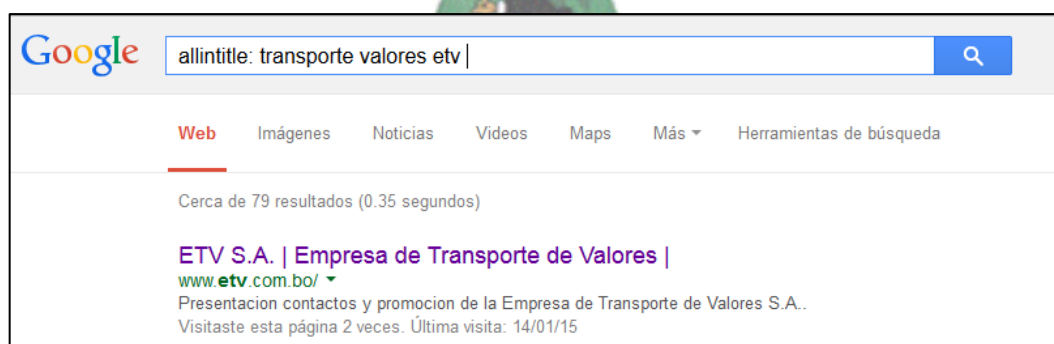 Google allintitle: transporte valores etv
Web Imágenes Noticias Videos Maps Más Herramientas de búsqueda
Cerca de 79 resultados (0.35 segundos)
ETV S.A. | Empresa de Transporte de Valores |
www.etv.com.bo/
Presentacion contactos y promocion de la Empresa de Transporte de Valores S.A..
Visitaste esta página 2 veces. Última visita: 14/01/15